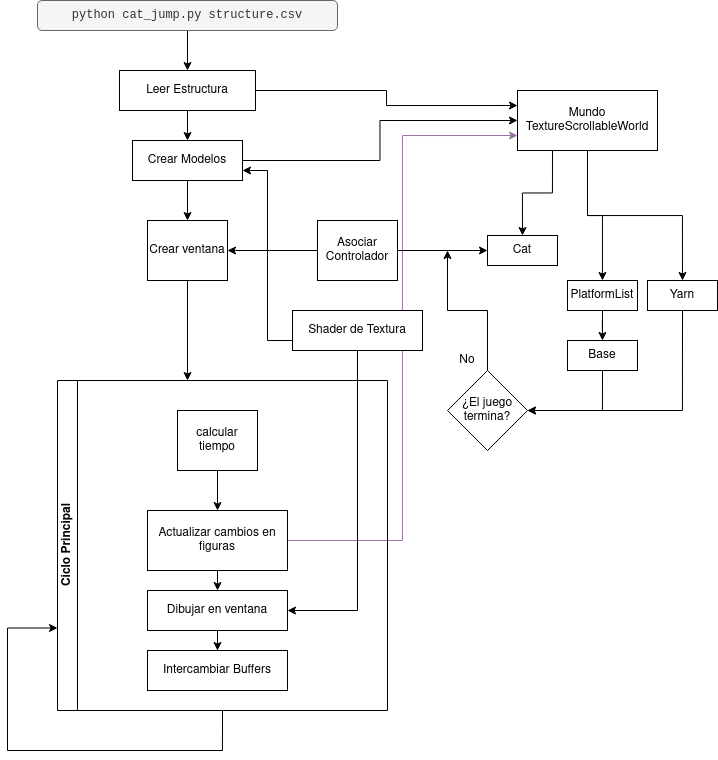 python cat_jump.py structure.csv
Leer Estructura
Mundo
TextureScrollableWorld
Crear Modelos
Crear ventana
Asociar
Controlador
Cat
PlatformList
Yarn
Shader de Textura
Base
No
¿El juego
termina?
Ciclo Principal
calcular
tiempo
Actualizar cambios en
figuras
Dibujar en ventana
Intercambiar Buffers